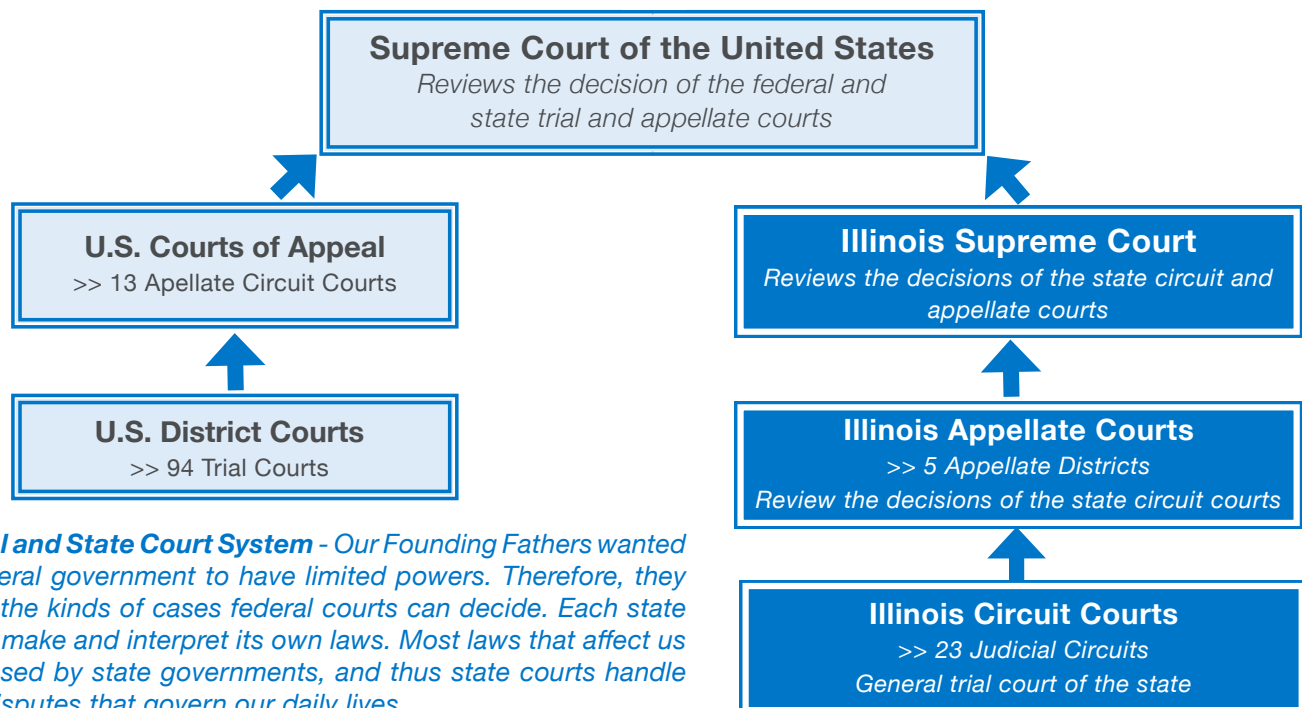 Supreme Court of the United States
Reviews the decision of the federal and
state trial and appellate courts
U.S. Courts of Appeal
>> 13 Apellate Circuit Courts
U.S. District Courts
>> 94 Trial Courts
Illinois Supreme Court
Reviews the decisions of the state circuit and
appellate courts
Illinois Appellate Courts
>> 5 Appellate Districts
Review the decisions of the state circuit courts
Illinois Circuit Courts
>> 23 Judicial Circuits
General trial court of the state
l and State Court System - Our Founding Fathers wanted
eral government to have limited powers. Therefore, they
the kinds of cases federal courts can decide. Each state
make and interpret its own laws. Most laws that affect us
sed by state governments, and thus state courts handle
isputes that govern our daily lives